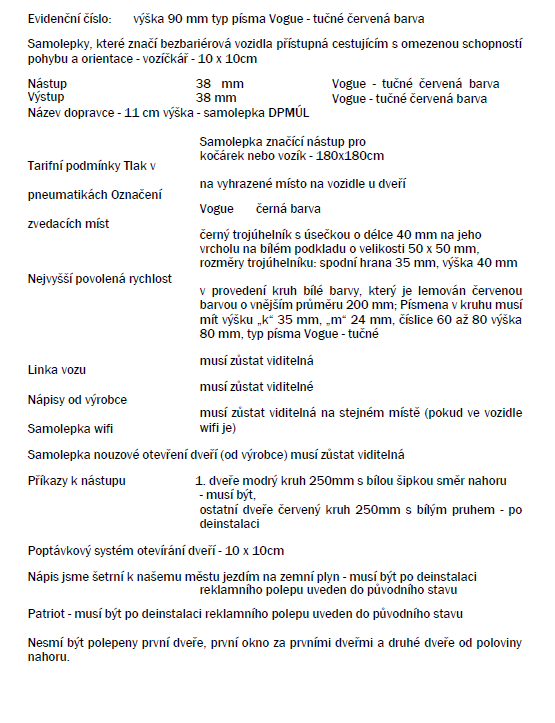 Evidenční číslo: výška 90 mm typ písma Vogue - tučné červená barva
Samolepky, které značí bezbariérová vozidla přístupná cestujícím s omezenou schopností
pohybu a orientace - vozíčkář - 10 x 10cm
Nástup 38 mm Vogue - tučné červená barva
Výstup 38 mm Vogue - tučné červená barva
Název dopravce - 11 cm výška - samolepka DPMÚL
Samolepka značící nástup pro
kočárek nebo vozík - 180x180cm
Tarifní podmínky Tlak v
na vyhrazené místo na vozidle u dveří
pneumatikách Označení
Vogue černá barva
zvedacích míst
černý trojúhelník s úsečkou o délce 40 mm na jeho
vrcholu na bílém podkladu o velikosti 50 x 50 mm,
rozměry trojúhelníku: spodní hrana 35 mm, výška 40 mm
Nejvyšší povolená rychlost
v provedení kruh bílé barvy, který je lemován červenou
barvou o vnějším průměru 200 mm; Písmena v kruhu musí
mít výšku „k“ 35 mm, „m“ 24 mm, číslice 60 až 80 výška
80 mm, typ písma Vogue - tučné
musí zůstat viditelná
Linka vozu
musí zůstat viditelné
Nápisy od výrobce
musí zůstat viditelná na stejném místě (pokud ve vozidle
wifi je)
Samolepka wifi
Samolepka nouzové otevření dveří (od výrobce) musí zůstat viditelná
Příkazy k nástupu 1. dveře modrý kruh 250mm s bílou šipkou směr nahoru
- musí být,
ostatní dveře červený kruh 250mm s bílým pruhem - po
deinstalaci
Poptávkový systém otevírání dveří - 10 x 10cm
Nápis jsme šetrní k našemu městu jezdím na zemní plyn - musí být po deinstalaci
reklamního polepu uveden do původního stavu
Patriot - musí být po deinstalaci reklamního polepu uveden do původního stavu
Nesmí být polepeny první dveře, první okno za prvními dveřmi a druhé dveře od poloviny
nahoru.